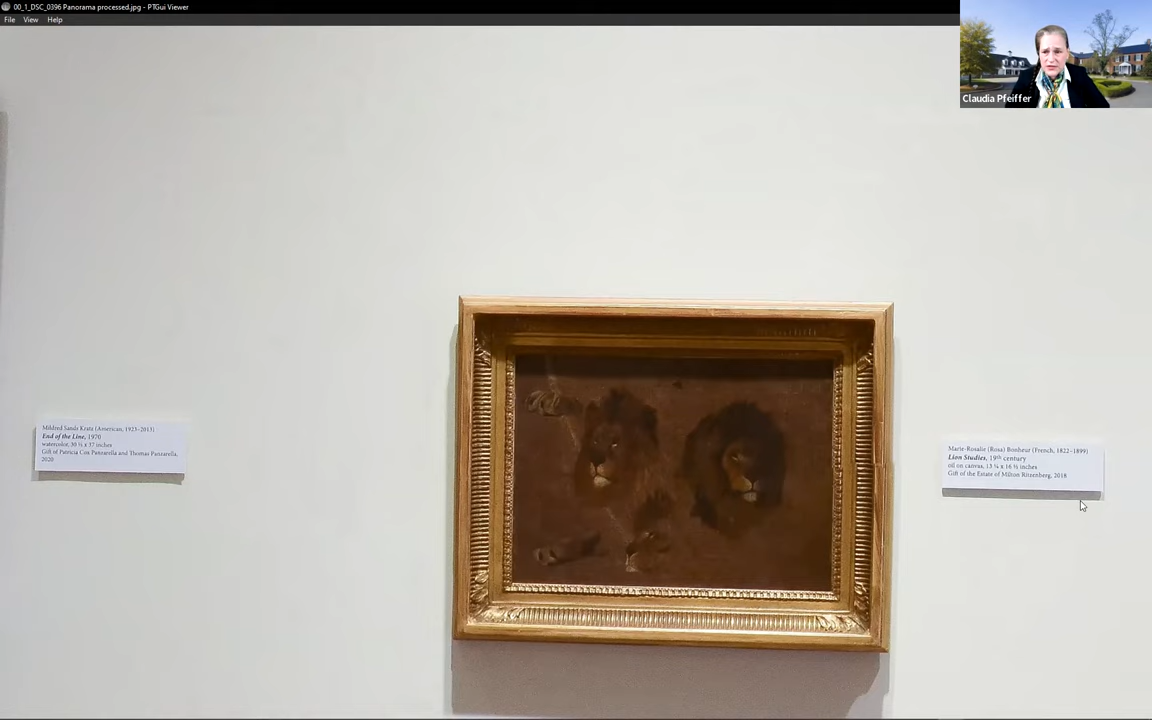 00_1_DSC_0396 Panorama processed.jpg - PTGui Viewer
File View Help
Claudia Pfeiffer
Mildred Sands Kratz (American, 1923–2013)
End of the Line, 1970
watercolor, 30 ½ x 37 inches
Gift of Patricia Cox Panzarella and Thomas Panzarella,
2020
Marie-Rosalie (Rosa) Bonheur (French, 1822–1899)
Lion Studies, 19th century
oil on canvas, 13 ¼ x 16 ½ inches
Gift of the Estate of Milton Ritzenberg, 2018